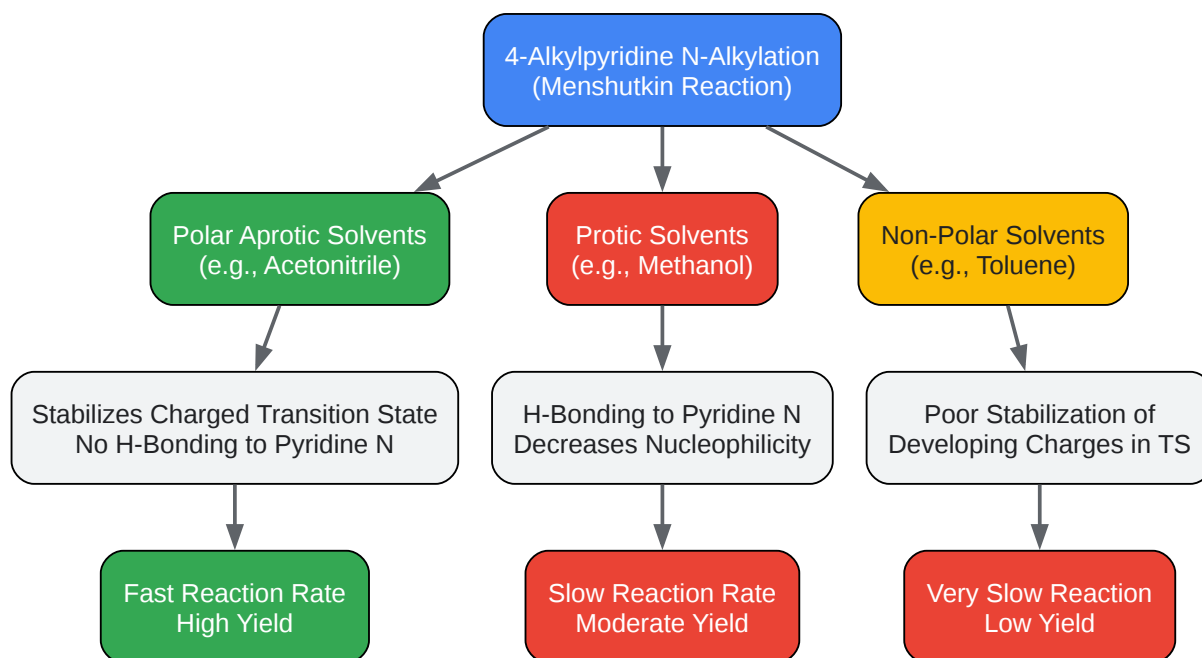 4-Alkylpyridine N-Alkylation
(Menshutkin Reaction)
Polar Aprotic Solvents
(e.g., Acetonitrile)
Protic Solvents
(e.g., Methanol)
Non-Polar Solvents
(e.g., Toluene)
Stabilizes Charged Transition State
No H-Bonding to Pyridine N
H-Bonding to Pyridine N
Decreases Nucleophilicity
Poor Stabilization of
Developing Charges in TS
Fast Reaction Rate
High Yield
Slow Reaction Rate
Moderate Yield
Very Slow Reaction
Low Yield